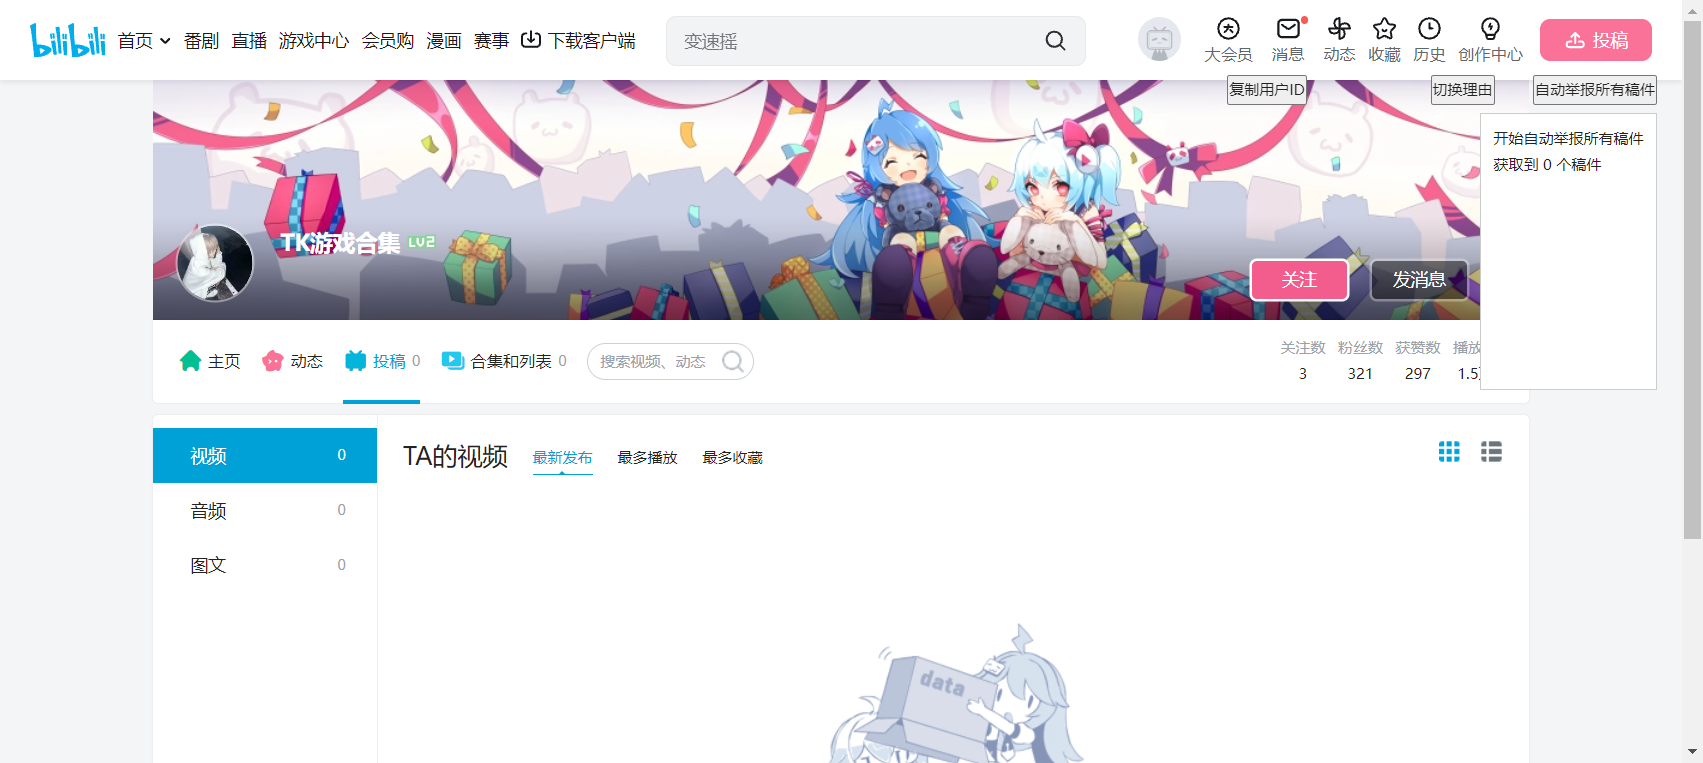 bilibili 首页 番剧 直播 游戏中心 会员购 漫画 赛事 下载客户端 变速摇 大会员 消息 动态 收藏 历史 创作中心 投稿
复制用户ID 切换理由 自动举报所有稿件
开始自动举报所有稿件
获取到 0 个稿件
TK游戏合集 LV2
关注 发消息
主页 动态 投稿 0 合集和列表 0 搜索视频、动态
关注数 粉丝数 获赞数 播放
3 321 297 1.5
视频 0
音频 0
图文 0
TA的视频 最新发布 最多播放 最多收藏
data